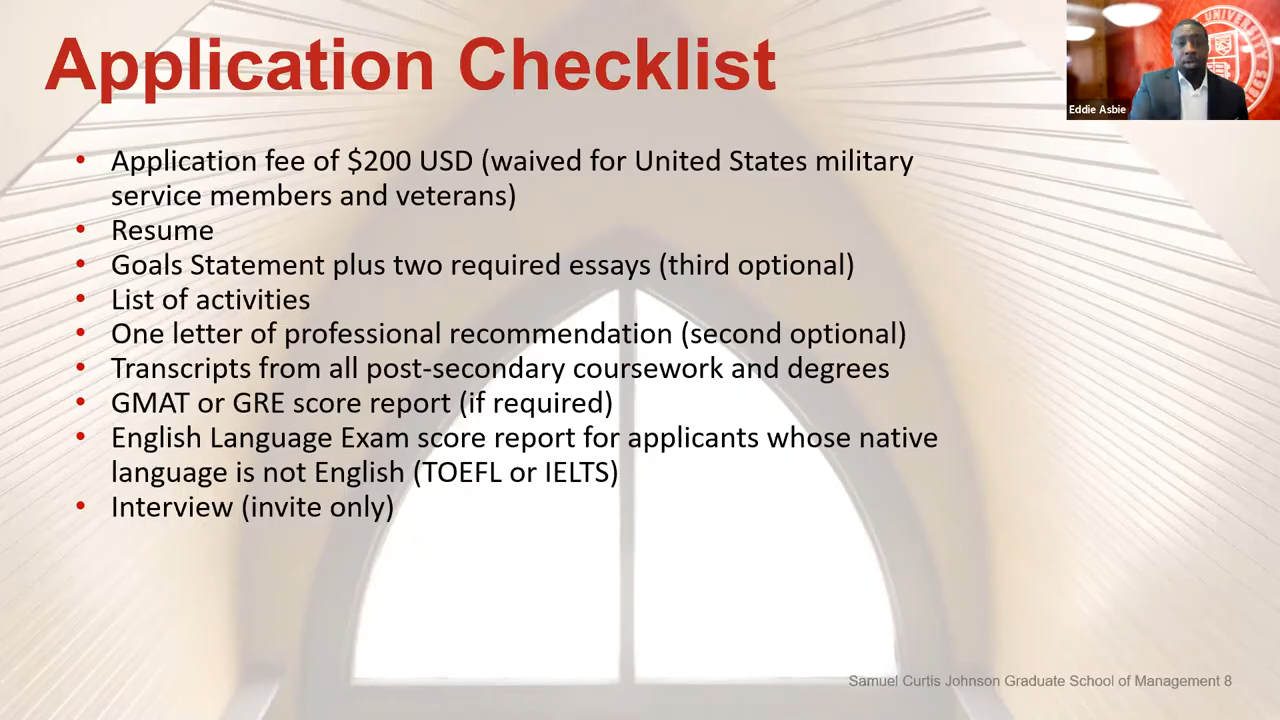 Application Checklist
Eddie Asbie
UNIVERSITY
• Application fee of $200 USD (waived for United States military
service members and veterans)
• Resume
• Goals Statement plus two required essays (third optional)
• List of activities
• One letter of professional recommendation (second optional)
• Transcripts from all post-secondary coursework and degrees
• GMAT or GRE score report (if required)
• English Language Exam score report for applicants whose native
language is not English (TOEFL or IELTS)
• Interview (invite only)
Samuel Curtis Johnson Graduate School of Management 8